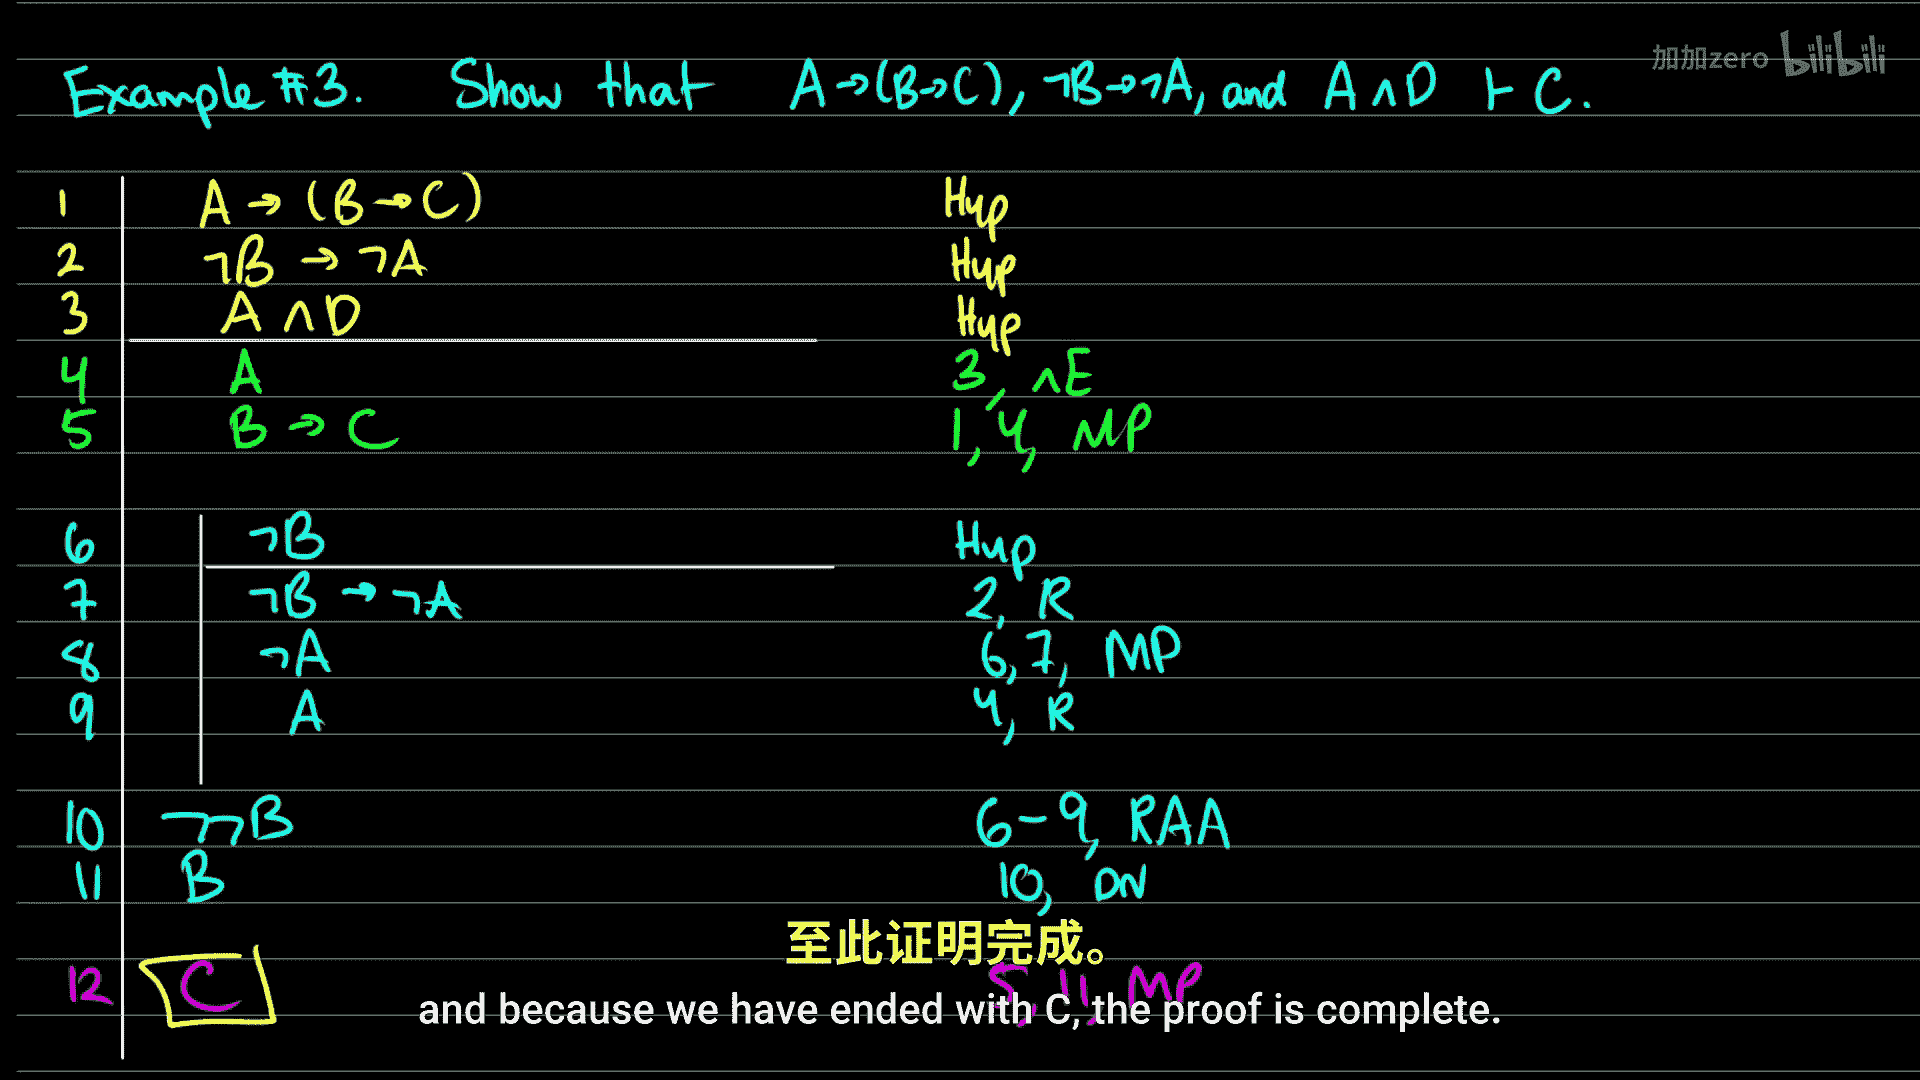 加加zero bilibili
Example #3. Show that A→(B→C), ¬B→¬A, and A∧D ⊢ C.
1 A→(B→C) Hyp
2 ¬B→¬A Hyp
3 A∧D Hyp
4 A 3, ∧E
5 B→C 1, 4, MP
6 ¬B Hyp
7 ¬B→¬A 2, R
8 ¬A 6, 7, MP
9 A 4, R
10 ¬¬B 6-9, RAA
11 B 10, DN
至此证明完成。
12 C 5, 11, MP
and because we have ended with C, the proof is complete.